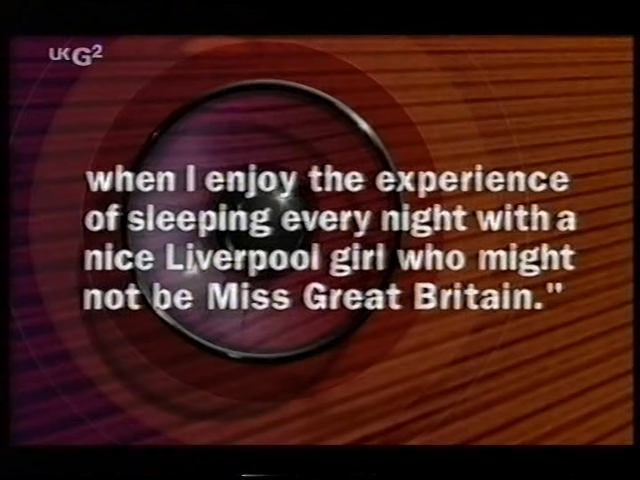 UKG2
when I enjoy the experience
of sleeping every night with a
nice Liverpool girl who might
not be Miss Great Britain."